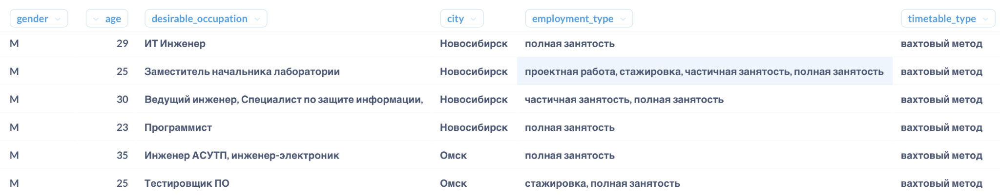 gender age desirable_occupation city employment_type timetable_type
М 29 ИТ Инженер Новосибирск полная занятость вахтовый метод
М 25 Заместитель начальника лаборатории Новосибирск проектная работа, стажировка, частичная занятость, полная занятость вахтовый метод
М 30 Ведущий инженер, Специалист по защите информации, Новосибирск частичная занятость, полная занятость вахтовый метод
М 23 Программист Новосибирск полная занятость вахтовый метод
М 35 Инженер АСУТП, инженер-электроник Омск полная занятость вахтовый метод
М 25 Тестировщик ПО Омск стажировка, полная занятость вахтовый метод